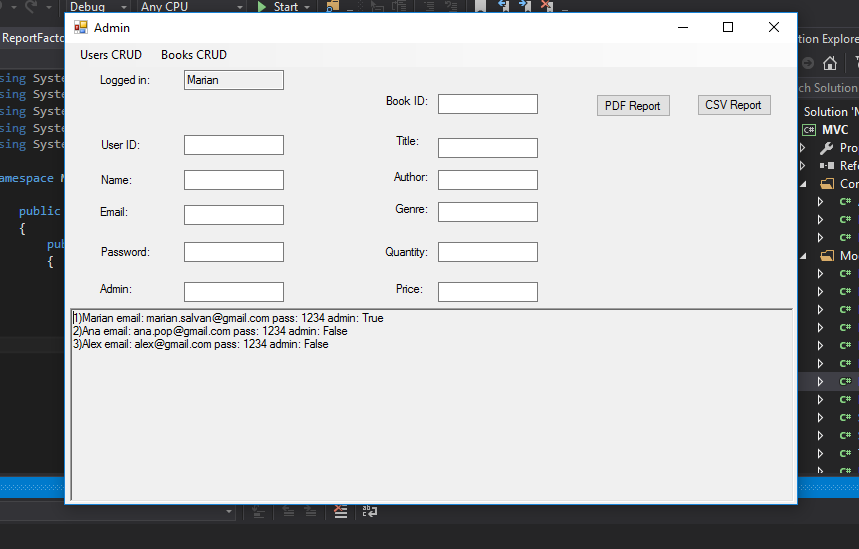 Debug Any CPU Start
Admin
ReportFacto
tion Explore
Users CRUD Books CRUD
Logged in: Marian
ch Solution
Book ID:
PDF Report CSV Report
Solution 'M
MVC
User ID:
Title:
Pro
Refe
Name:
Author:
Con
Email:
Genre:
Password:
Quantity:
Mo
Admin:
Price:
sing Syste
sing Syste
sing Syste
sing Syste
sing Syste
amespace M
public
{
pub
{
1)Marian email: marian.salvan@gmail.com pass: 1234 admin: True
2)Ana email: ana.pop@gmail.com pass: 1234 admin: False
3)Alex email: alex@gmail.com pass: 1234 admin: False